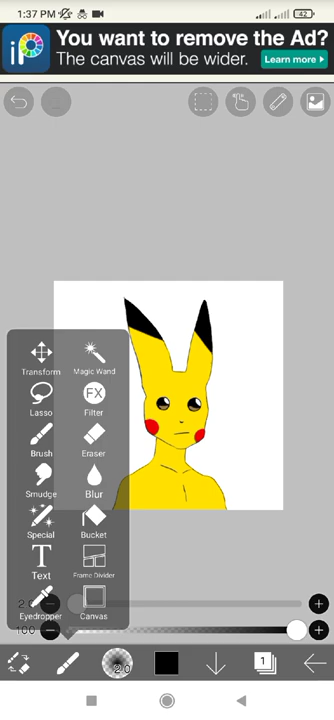 1:37 PM
42
iP
You want to remove the Ad?
The canvas will be wider.
Learn more
Transform
Magic Wand
Lasso
FX
Filter
Brush
Eraser
Smudge
Blur
Special
Bucket
T
Text
Frame Divider
Eyedropper
Canvas
2.0
100
2.0
1